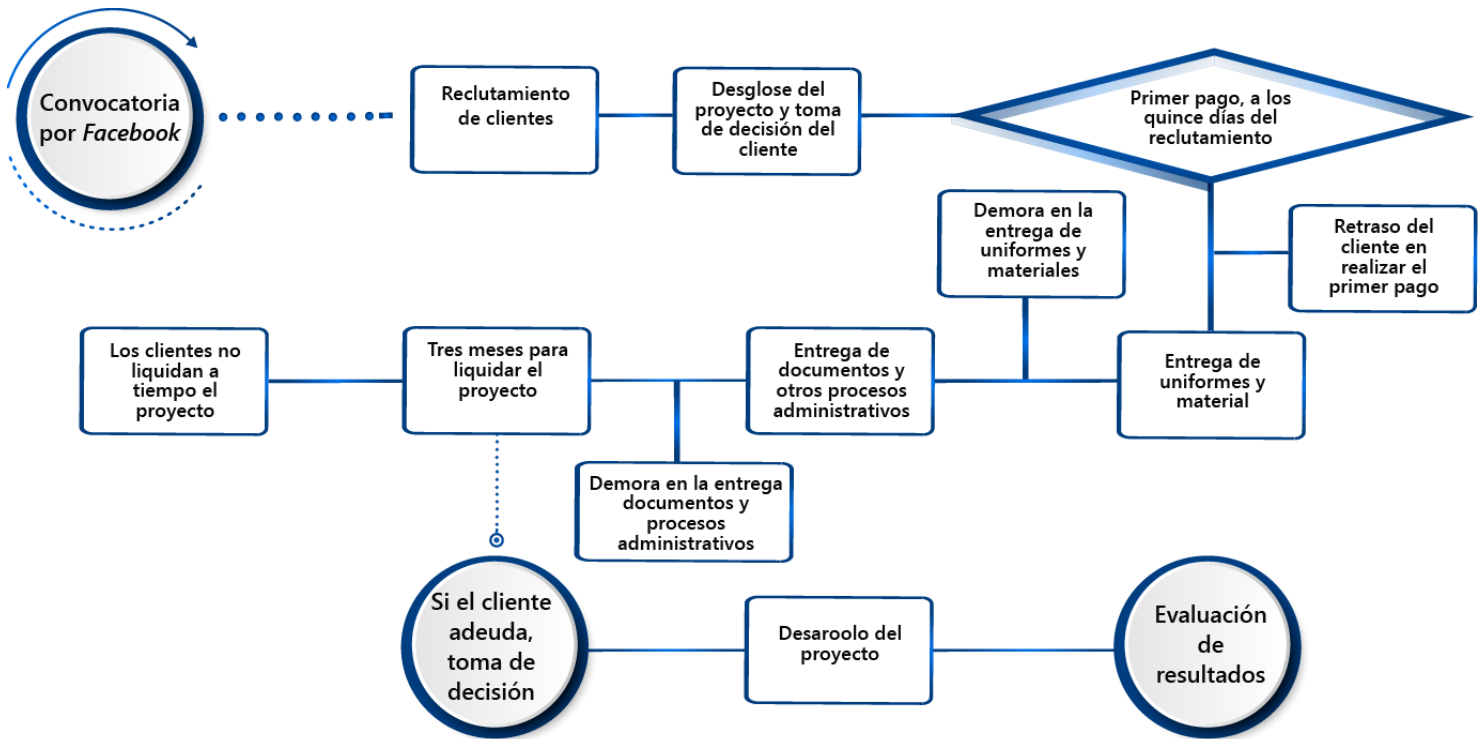 Convocatoria
por Facebook
Reclutamiento
de clientes
Desglose del
proyecto y toma
de decisión del
cliente
Primer pago, a los
quince días del
reclutamiento
Retraso del
cliente en
realizar el
primer pago
Demora en la
entrega de
uniformes y
materiales
Entrega de
uniformes y
material
Entrega de
documentos y
otros procesos
administrativos
Demora en la entrega
documentos y
procesos
administrativos
Tres meses para
liquidar el
proyecto
Los clientes no
liquidan a
tiempo el
proyecto
Si el cliente
adeuda,
toma de
decisión
Desaroolo del
proyecto
Evaluación
de
resultados